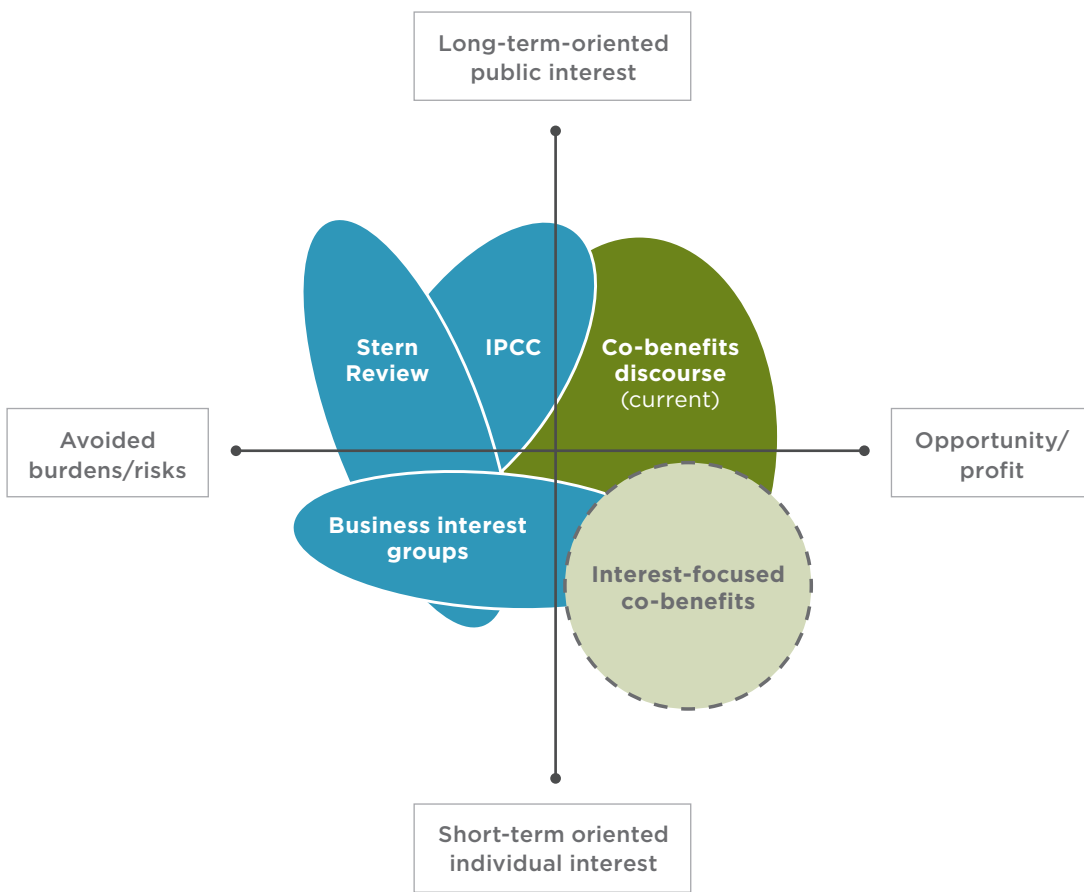 Long-term-oriented
public interest
Stern
Review
IPCC
Co-benefits
discourse
(current)
Avoided
burdens/risks
Opportunity/
profit
Business interest
groups
Interest-focused
co-benefits
Short-term oriented
individual interest